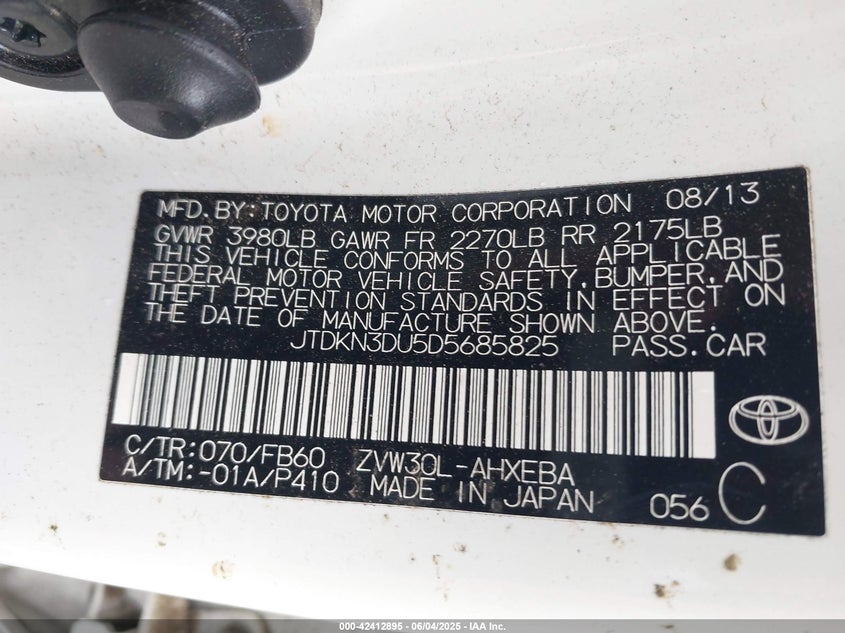 MFD.BY:TOYOTA MOTOR CORPORATION 08/13
GVWR 3980LB GAWR FR 2270LB RR 2175LB
THIS VEHICLE CONFORMS TO ALL APPLICABLE
FEDERAL MOTOR VEHICLE SAFETY,BUMPER,AND
THEFT PREVENTION STANDARDS IN EFFECT ON
THE DATE OF MANUFACTURE SHOWN ABOVE.
JTDKN3DU5D5685825 PASS.CAR
C/TR:070/FB60 ZVW30L-AHXEBA
A/TM:-01A/P410 MADE IN JAPAN 056 C
000-42412895 - 06/04/2025 - IAA Inc.